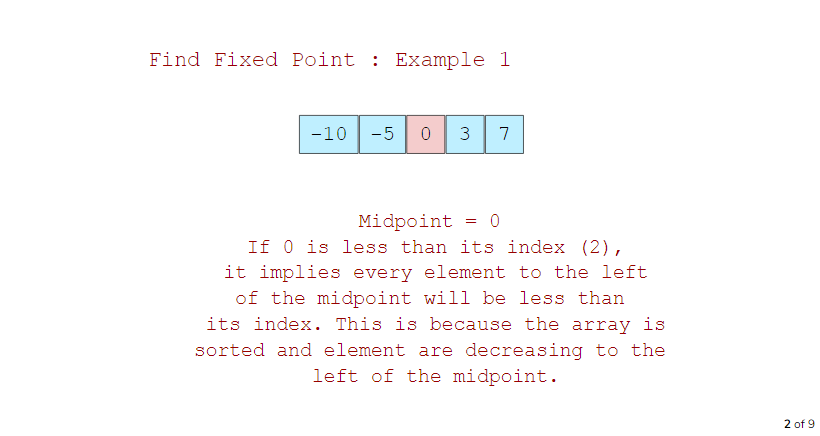 Find Fixed Point : Example 1
-10 -5 0 3 7
Midpoint = 0
If 0 is less than its index (2),
it implies every element to the left
of the midpoint will be less than
its index. This is because the array is
sorted and element are decreasing to the
left of the midpoint.
2 of 9